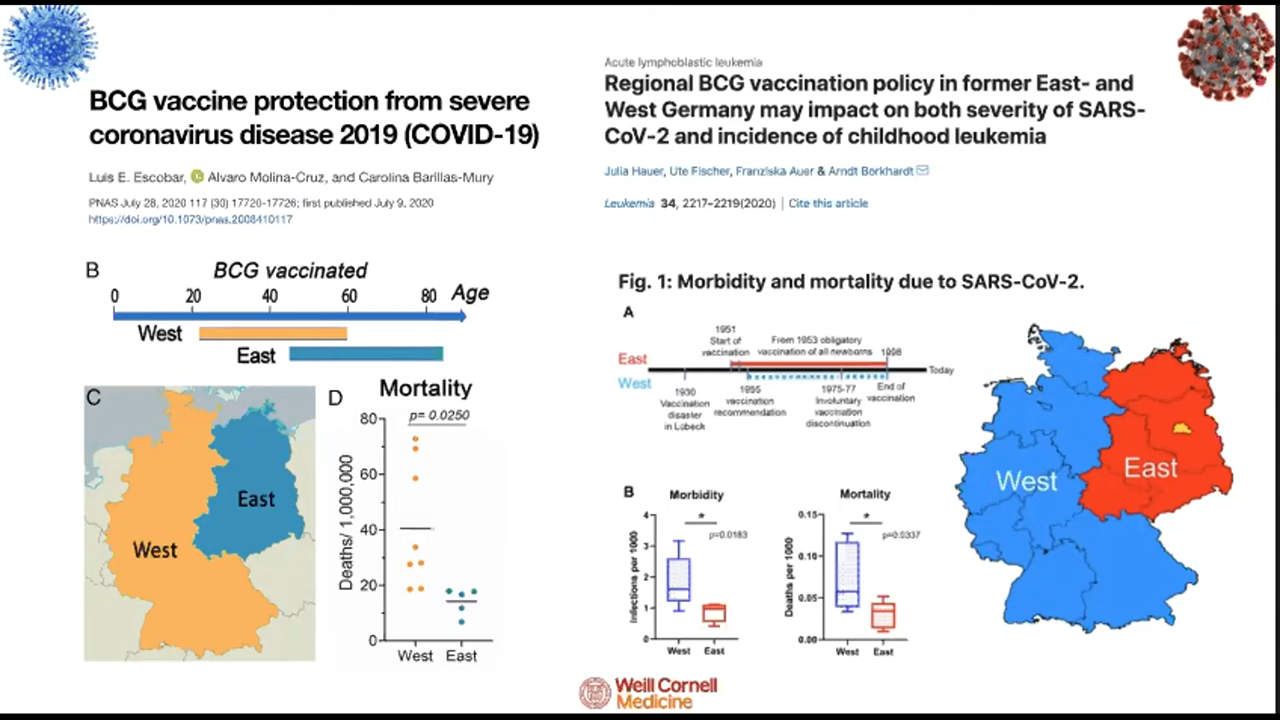 BCG vaccine protection from severe
coronavirus disease 2019 (COVID-19)
Luis E. Escobar, Alvaro Molina-Cruz, and Carolina Barillas-Mury
PNAS July 28, 2020 117 (30) 17720-17726; first published July 9, 2020
https://doi.org/10.1073/pnas.2008410117
B
BCG vaccinated
0 20 40 60 80 Age
West
East
C
West
East
D
Mortality
p= 0.0250
Deaths/ 1,000,000
80
60
40
20
0
West East
Acute lymphoblastic leukemia
Regional BCG vaccination policy in former East- and
West Germany may impact on both severity of SARS-
CoV-2 and incidence of childhood leukemia
Julia Hauer, Ute Fischer, Franziska Auer & Arndt Borkhardt
Leukemia 34, 2217-2219(2020) | Cite this article
Fig. 1: Morbidity and mortality due to SARS-CoV-2.
A
1951
Start of
vaccination
From 1953 obligatory
vaccination of all newborns
1998
East
West
Today
1930
Vaccination
disaster
in Lübeck
1955
vaccination
recommendation
1975-77
Involuntary
vaccination
discontinuation
End of
vaccination
B
Morbidity
*
p=0.0183
Infections per 1000
4
3
2
1
0
West East
Mortality
*
p=0.0337
Deaths per 1000
0.15
0.10
0.05
0.00
West East
West
East
Weill Cornell
Medicine